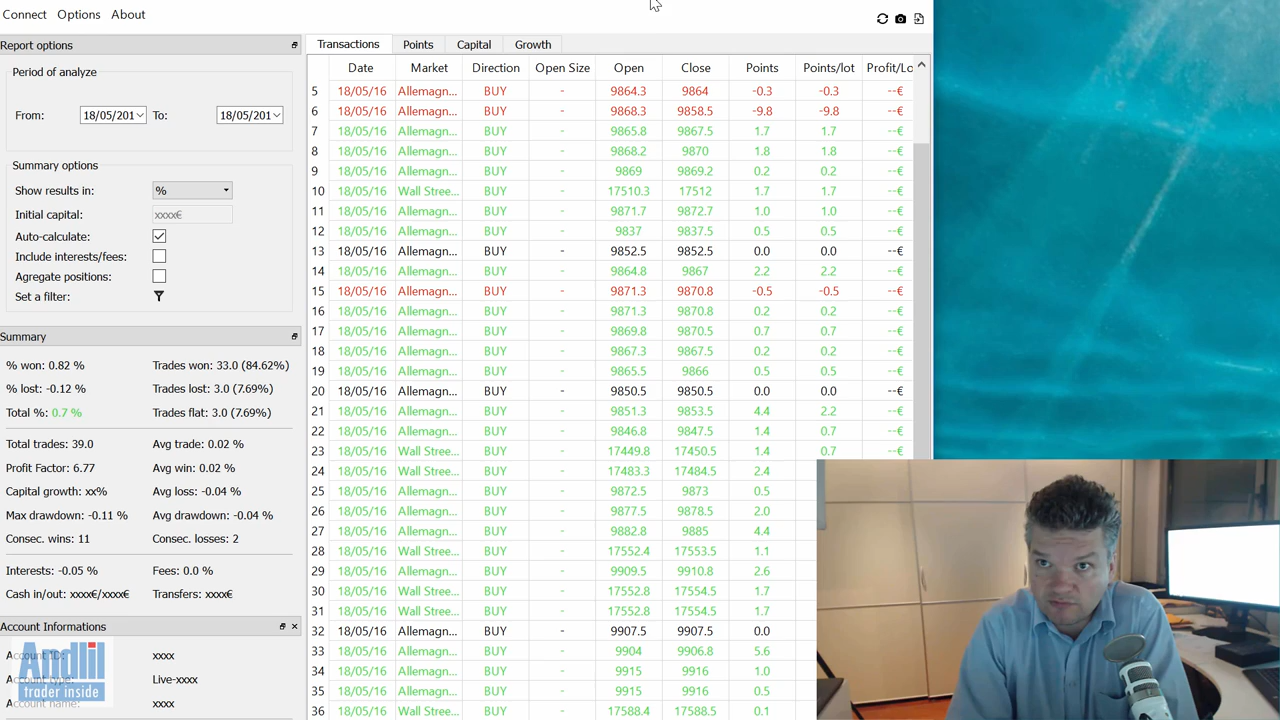 Connect Options About
Report options
Period of analyze
From: 18/05/201 To: 18/05/201
Summary options
Show results in: %
Initial capital: xxxx€
Auto-calculate:
Include interests/fees:
Agregate positions:
Set a filter:
Summary
% won: 0.82 % Trades won: 33.0 (84.62%)
% lost: -0.12 % Trades lost: 3.0 (7.69%)
Total %: 0.7 % Trades flat: 3.0 (7.69%)
Total trades: 39.0 Avg trade: 0.02 %
Profit Factor: 6.77 Avg win: 0.02 %
Capital growth: xx% Avg loss: -0.04 %
Max drawdown: -0.11 % Avg drawdown: -0.04 %
Consec. wins: 11 Consec. losses: 2
Interests: -0.05 % Fees: 0.0 %
Cash in/out: xxxx€/xxxx€ Transfers: xxxx€
Account Informations
Account ID: xxxx
Account type: Live-xxxx
Account name: xxxx
Andlil
trader inside
Transactions Points Capital Growth
Date Market Direction Open Size Open Close Points Points/lot Profit/Lo
5 18/05/16 Allemagn... BUY - 9864.3 9864 -0.3 -0.3 --€
6 18/05/16 Allemagn... BUY - 9868.3 9858.5 -9.8 -9.8 --€
7 18/05/16 Allemagn... BUY - 9865.8 9867.5 1.7 1.7 --€
8 18/05/16 Allemagn... BUY - 9868.2 9870 1.8 1.8 --€
9 18/05/16 Allemagn... BUY - 9869 9869.2 0.2 0.2 --€
10 18/05/16 Wall Stree... BUY - 17510.3 17512 1.7 1.7 --€
11 18/05/16 Allemagn... BUY - 9871.7 9872.7 1.0 1.0 --€
12 18/05/16 Allemagn... BUY - 9837 9837.5 0.5 0.5 --€
13 18/05/16 Allemagn... BUY - 9852.5 9852.5 0.0 0.0 --€
14 18/05/16 Allemagn... BUY - 9864.8 9867 2.2 2.2 --€
15 18/05/16 Allemagn... BUY - 9871.3 9870.8 -0.5 -0.5 --€
16 18/05/16 Allemagn... BUY - 9871.3 9870.8 0.2 0.2 --€
17 18/05/16 Allemagn... BUY - 9869.8 9870.5 0.7 0.7 --€
18 18/05/16 Allemagn... BUY - 9867.3 9867.5 0.2 0.2 --€
19 18/05/16 Allemagn... BUY - 9865.5 9866 0.5 0.5 --€
20 18/05/16 Allemagn... BUY - 9850.5 9850.5 0.0 0.0 --€
21 18/05/16 Allemagn... BUY - 9851.3 9853.5 4.4 2.2 --€
22 18/05/16 Allemagn... BUY - 9846.8 9847.5 1.4 0.7 --€
23 18/05/16 Wall Stree... BUY - 17449.8 17450.5 1.4 0.7 --€
24 18/05/16 Wall Stree... BUY - 17483.3 17484.5 2.4
25 18/05/16 Allemagn... BUY - 9872.5 9873 0.5
26 18/05/16 Allemagn... BUY - 9877.5 9878.5 2.0
27 18/05/16 Allemagn... BUY - 9882.8 9885 4.4
28 18/05/16 Wall Stree... BUY - 17552.4 17553.5 1.1
29 18/05/16 Allemagn... BUY - 9909.5 9910.8 2.6
30 18/05/16 Wall Stree... BUY - 17552.8 17554.5 1.7
31 18/05/16 Wall Stree... BUY - 17552.8 17554.5 1.7
32 18/05/16 Allemagn... BUY - 9907.5 9907.5 0.0
33 18/05/16 Allemagn... BUY - 9904 9906.8 5.6
34 18/05/16 Allemagn... BUY - 9915 9916 1.0
35 18/05/16 Allemagn... BUY - 9915 9916 0.5
36 18/05/16 Wall Stree... BUY - 17588.4 17588.5 0.1